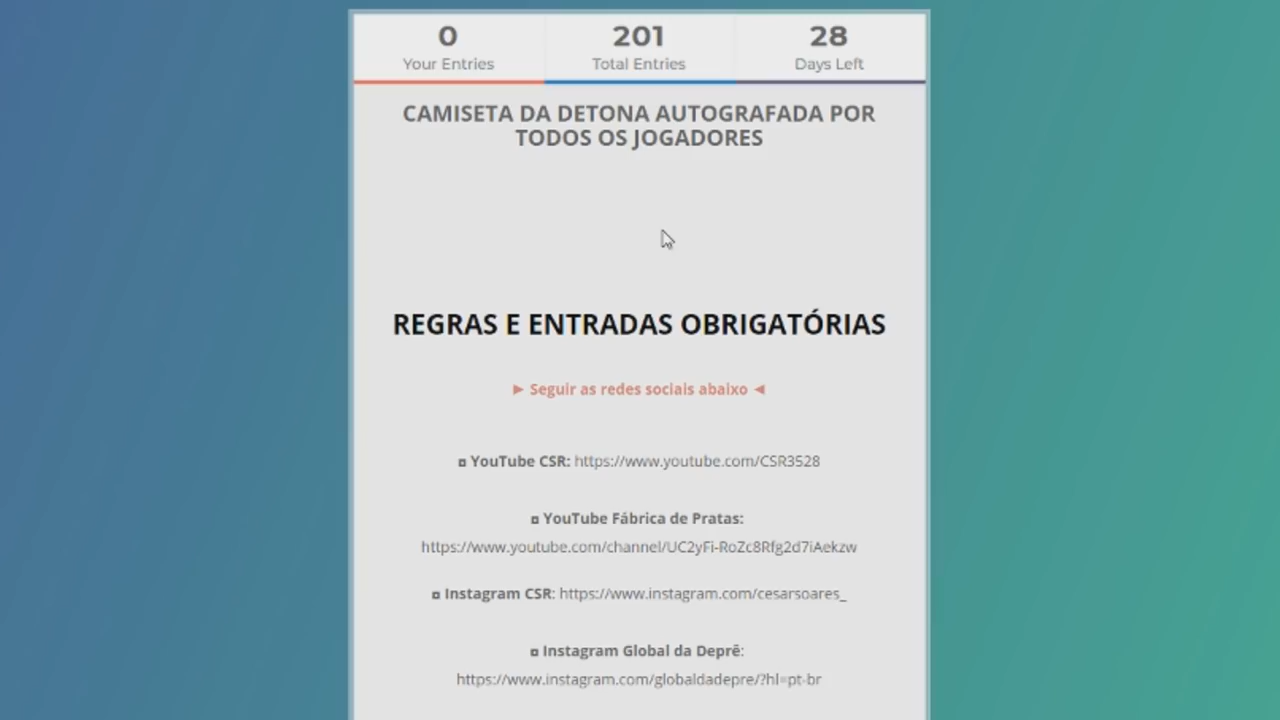 0 201 28
Your Entries Total Entries Days Left
CAMISETA DA DETONA AUTOGRAFADA POR
TODOS OS JOGADORES
REGRAS E ENTRADAS OBRIGATÓRIAS
► Seguir as redes sociais abaixo ◄
YouTube CSR: https://www.youtube.com/CSR3528
YouTube Fábrica de Pratas:
https://www.youtube.com/channel/UC2yFi-RoZc8Rfg2d7iAekzw
Instagram CSR: https://www.instagram.com/cesarsoares_
Instagram Global da Deprê:
https://www.instagram.com/globaldadepre/?hl=pt-br